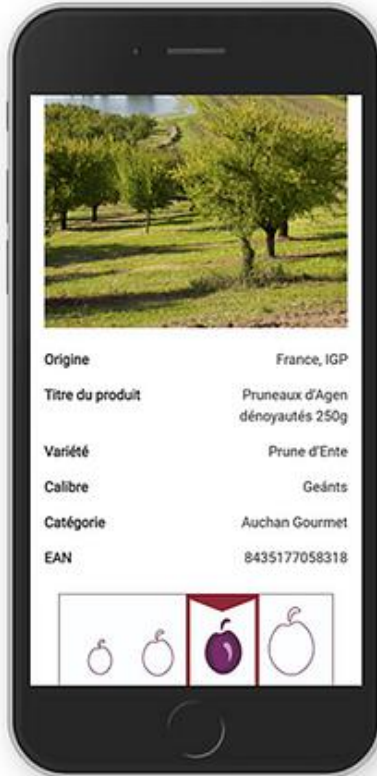 Origine France, IGP
Titre du produit Pruneaux d'Agen
dénoyautés 250g
Variété Prune d'Ente
Calibre Geánts
Catégorie Auchan Gourmet
EAN 8435177058318